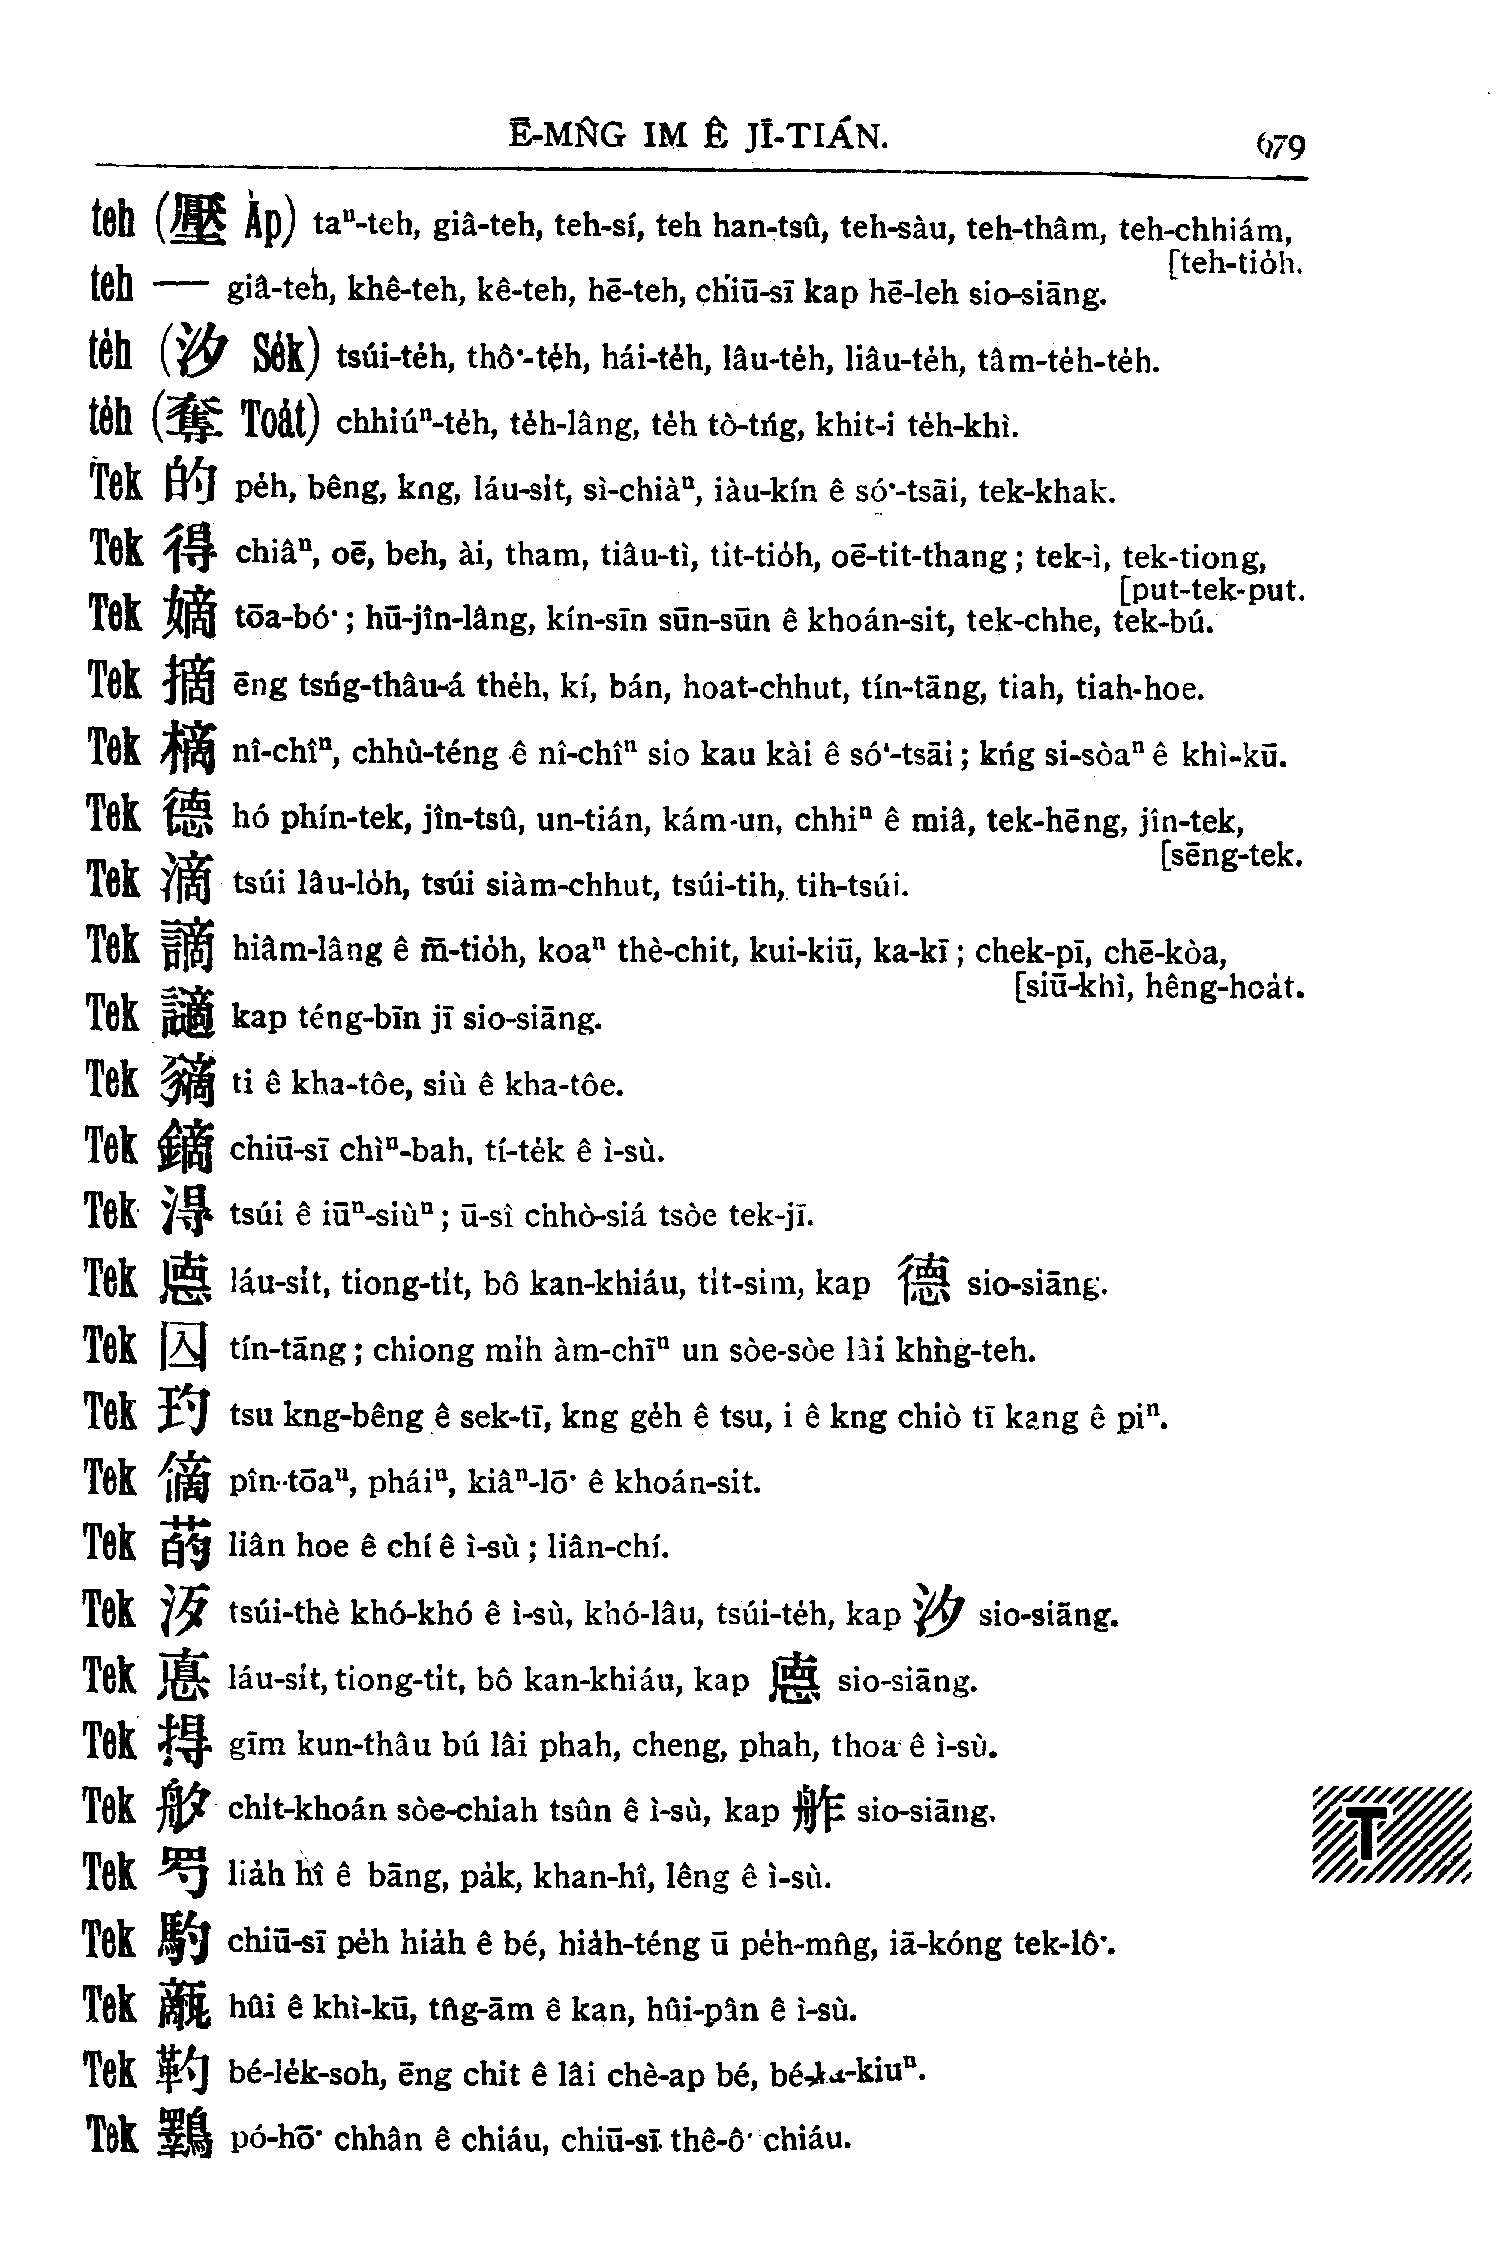 Ē-MN̂G IM Ê JĪ-TIÁN. 679
teh (壓 Àp) taⁿ-teh, giâ-teh, teh-sí, teh han-tsû, teh-sàu, teh-thâm, teh-chhiám,
[teh-tio̍h.
teh — giâ-teh, khê-teh, kê-teh, hē-teh, chiū-sī kap hē-leh sio-siāng.
te̍h (汐 Se̍k) tsúi-te̍h, thô͘-te̍h, hái-te̍h, lâu-te̍h, liâu-te̍h, tâm-te̍h-te̍h.
te̍h (奪 Toa̍t) chhiúⁿ-te̍h, te̍h-lâng, te̍h tò-tńg, khit-i te̍h-khì.
Tek 的 pe̍h, bêng, kng, láu-si̍t, sì-chiàⁿ, iàu-kín ê só͘-tsāi, tek-khak.
Tek 得 chiâⁿ, oē, beh, ài, tham, tiâu-tì, tit-tio̍h, oē-tit-thang; tek-ì, tek-tiong,
[put-tek-put.
Tek 嫡 tōa-bó͘; hū-jîn-lâng, kín-sīn sūn-sūn ê khoán-sit, tek-chhe, tek-bú.
Tek 摘 ēng tsńg-thâu-á the̍h, kí, bán, hoat-chhut, tín-tāng, tiah, tiah-hoe.
Tek 樀 nî-chîⁿ, chhù-téng ê nî-chîⁿ sio kau kài ê só͘-tsāi; kńg si-sòaⁿ ê khì-kū.
Tek 德 hó phín-tek, jîn-tsû, un-tián, kám-un, chhiⁿ ê miâ, tek-hēng, jîn-tek,
[sēng-tek.
Tek 滴 tsúi lâu-lo̍h, tsúi siàm-chhut, tsúi-tih, tih-tsúi.
Tek 謫 hiâm-lâng ê m̄-tio̍h, koaⁿ thè-chit, kui-kiū, ka-kī; chek-pī, chē-kòa,
[siū-khì, hêng-hoa̍t.
Tek 讁 kap téng-bīn jī sio-siāng.
Tek 豴 ti ê kha-tôe, siù ê kha-tôe.
Tek 鏑 chiū-sī chìⁿ-bah, tí-te̍k ê ì-sù.
Tek 淂 tsúi ê iūⁿ-siùⁿ; ū-sî chhò-siá tsòe tek-jī.
Tek 悳 láu-si̍t, tiong-ti̍t, bô kan-khiáu, ti̍t-sim, kap 德 sio-siāng.
Tek tín-tāng; chiong mi̍h àm-chīⁿ un sòe-sòe lài khǹg-teh.
Tek 玓 tsu kng-bêng ê sek-tī, kng ge̍h ê tsu, i ê kng chiò tī kang ê piⁿ.
Tek 㒀 pîn-tōaⁿ, pháiⁿ, kiâⁿ-lō͘ ê khoán-sit.
Tek 菂 liân hoe ê chí ê ì-sù; liân-chí.
Tek tsúi-thè khó-khó ê ì-sù, khó-lâu, tsúi-te̍h, kap 汐 sio-siāng.
Tek 惪 láu-si̍t, tiong-ti̍t, bô kan-khiáu, kap 悳 sio-siāng.
Tek 㝶 gīm kun-thâu bú lâi phah, cheng, phah, thoa ê ì-sù.
Tek chi̍t-khoán sòe-chiah tsûn ê ì-sù, kap 舴 sio-siāng.
Tek lia̍h hî ê bāng, pa̍k, khan-hî, lêng ê ì-sù.
Tek 馰 chiū-sī pe̍h hia̍h ê bé, hia̍h-téng ū pe̍h-mn̂g, iā-kóng tek-lô͘.
Tek hûi ê khì-kū, tn̂g-ām ê kan, hûi-pân ê ì-sù.
Tek 靮 bé-le̍k-soh, ēng chit ê lâi chè-ap bé, bé-ka-kiuⁿ.
Tek pó-hō͘ chhân ê chiáu, chiū-sī thê-ô͘ chiáu.
T